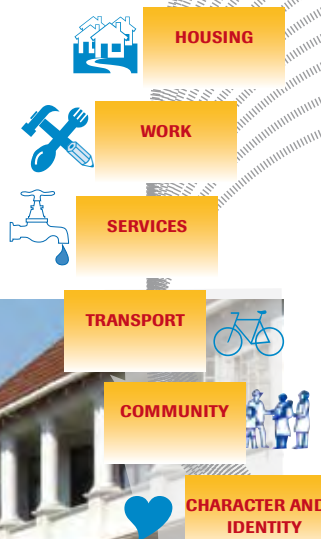 HOUSING
WORK
SERVICES
TRANSPORT
COMMUNITY
CHARACTER AND
IDENTITY